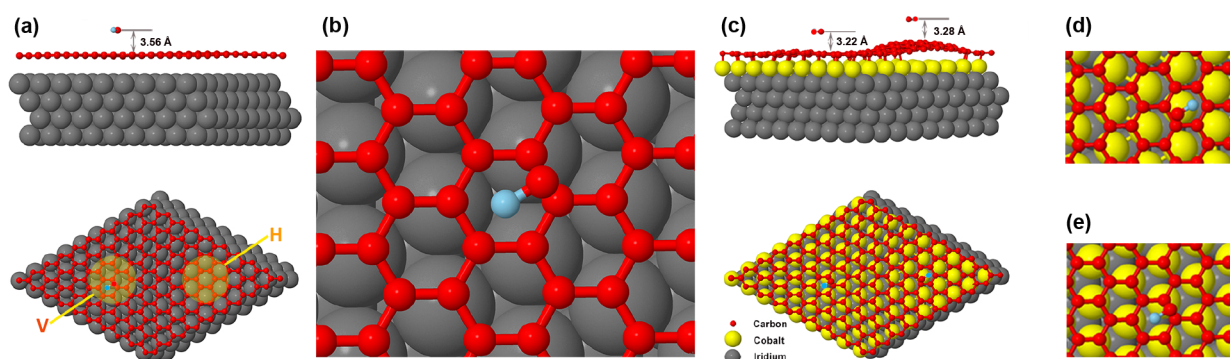 (a)
3.56 Å
H
V
(b)
(c)
3.22 Å
3.28 Å
Carbon
Cobalt
Iridium
(d)
(e)